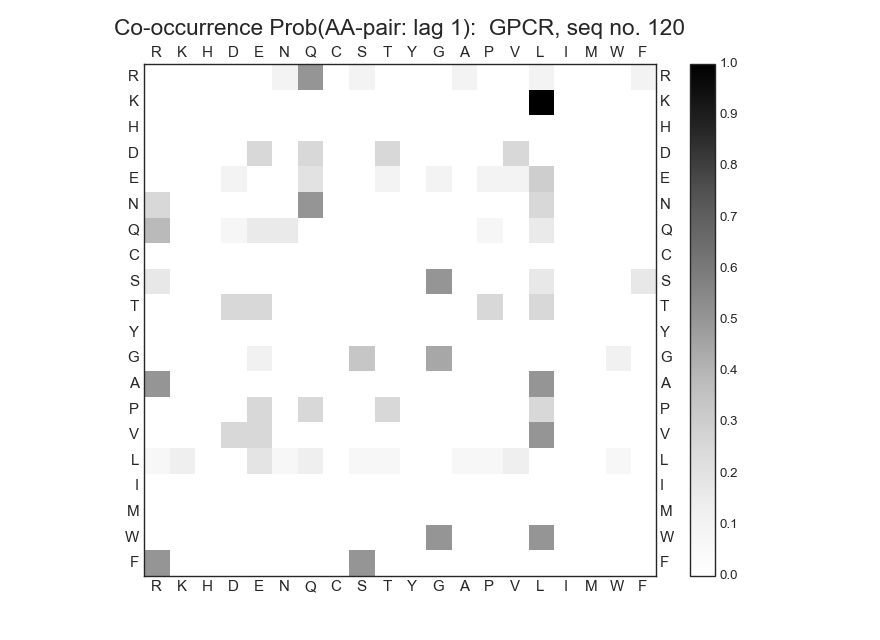 Co-occurrence Prob(AA-pair: lag 1):  GPCR, seq no. 120
R K H D E N Q C S T Y G A P V L I M W F
R R 1.0
K K 0.9
H H
D D 0.8
E E
N N 0.7
Q Q
C C 0.6
S S
T T 0.5
Y Y
G G 0.4
A A
P P 0.3
V V
L L 0.2
I I
M M 0.1
W W
F F 0.0
R K H D E N Q C S T Y G A P V L I M W F